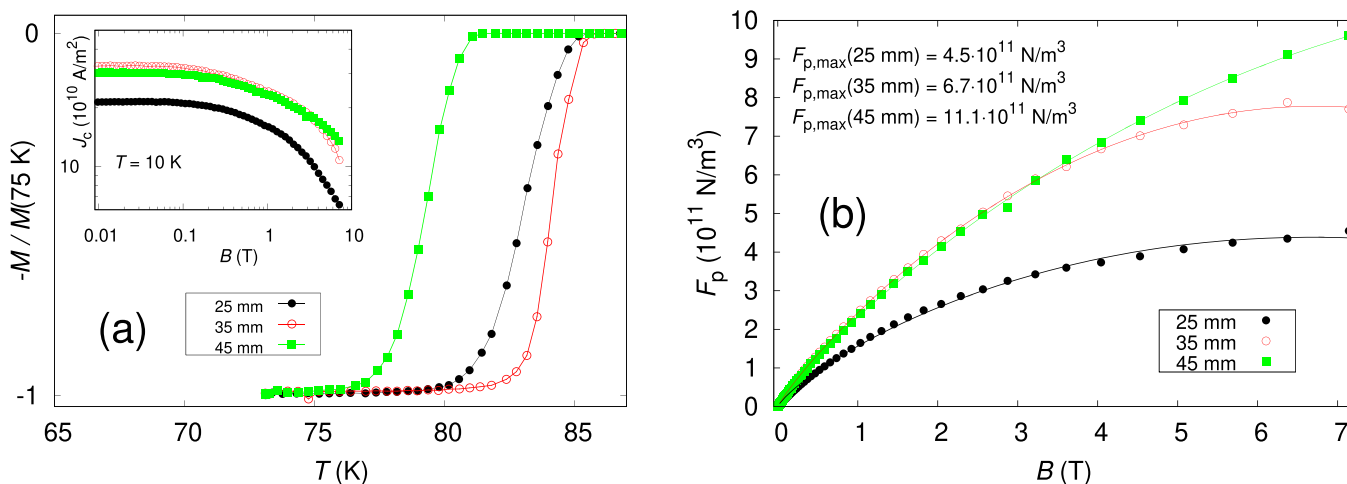 0
-1
-M / M(75 K)
65 70 75 80 85
T (K)
(a)
25 mm
35 mm
45 mm
J_c (10^10 A/m^2)
10
T = 10 K
0.01 0.1 1 10
B (T)
10
9
8
7
6
5
4
3
2
1
0
F_p (10^11 N/m^3)
F_p,max(25 mm) = 4.5·10^11 N/m^3
F_p,max(35 mm) = 6.7·10^11 N/m^3
F_p,max(45 mm) = 11.1·10^11 N/m^3
(b)
25 mm
35 mm
45 mm
0 1 2 3 4 5 6 7
B (T)